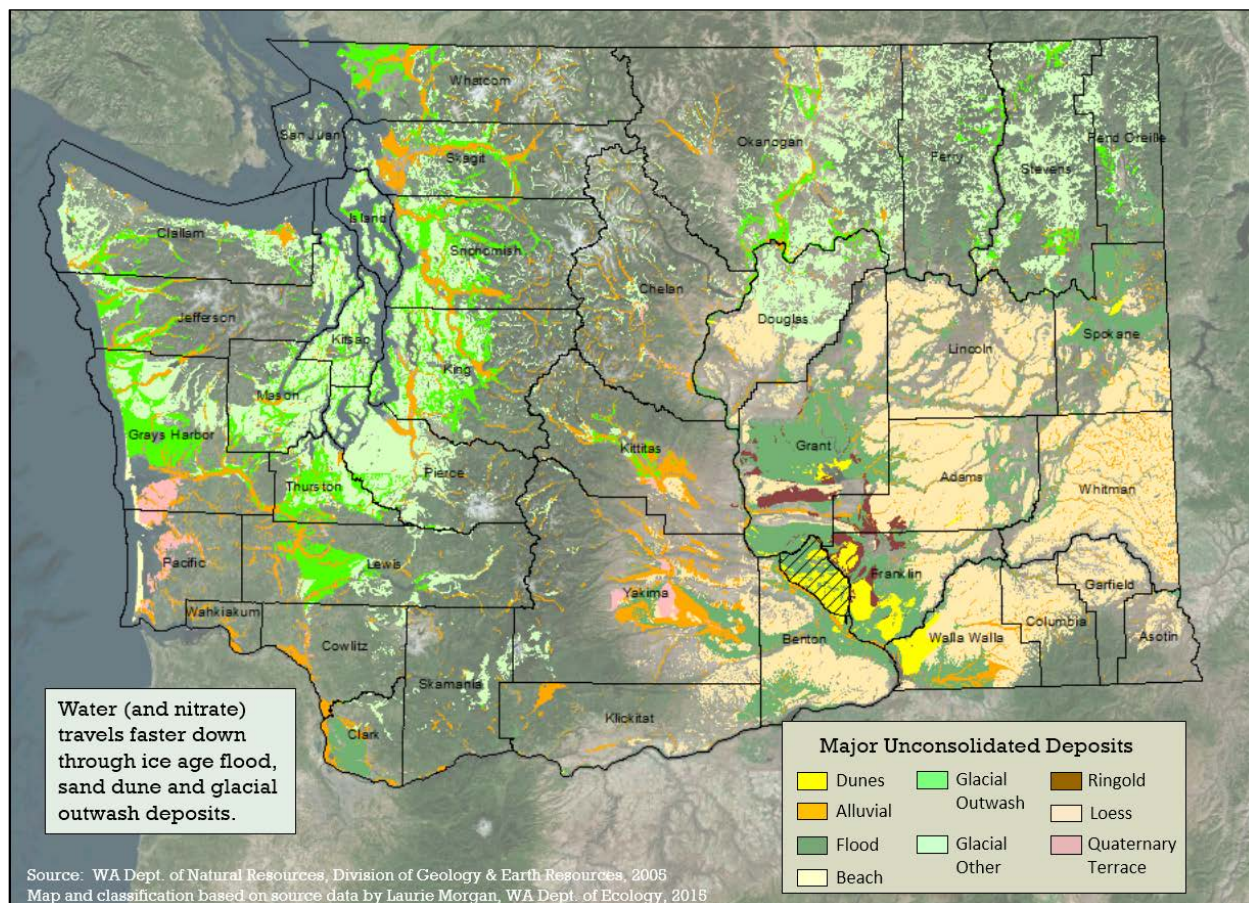 Whatcom
San Juan
Skagit
Okanogan
Ferry
Stevens
Pend Oreille
Island
Clallam
Snohomish
Chelan
Jefferson
Kitsap
Douglas
Lincoln
Spokane
King
Mason
Grays Harbor
Kittitas
Grant
Pierce
Adams
Whitman
Thurston
Pacific
Lewis
Yakima
Franklin
Garfield
Wahkiakum
Benton
Walla Walla
Columbia
Asotin
Cowlitz
Skamania
Klickitat
Clark
Water (and nitrate)
travels faster down
through ice age flood,
sand dune and glacial
outwash deposits.
Major Unconsolidated Deposits
Dunes
Alluvial
Flood
Beach
Glacial
Outwash
Glacial
Other
Ringold
Loess
Quaternary
Terrace
Source: WA Dept. of Natural Resources, Division of Geology & Earth Resources, 2005
Map and classification based on source data by Laurie Morgan, WA Dept. of Ecology, 2015